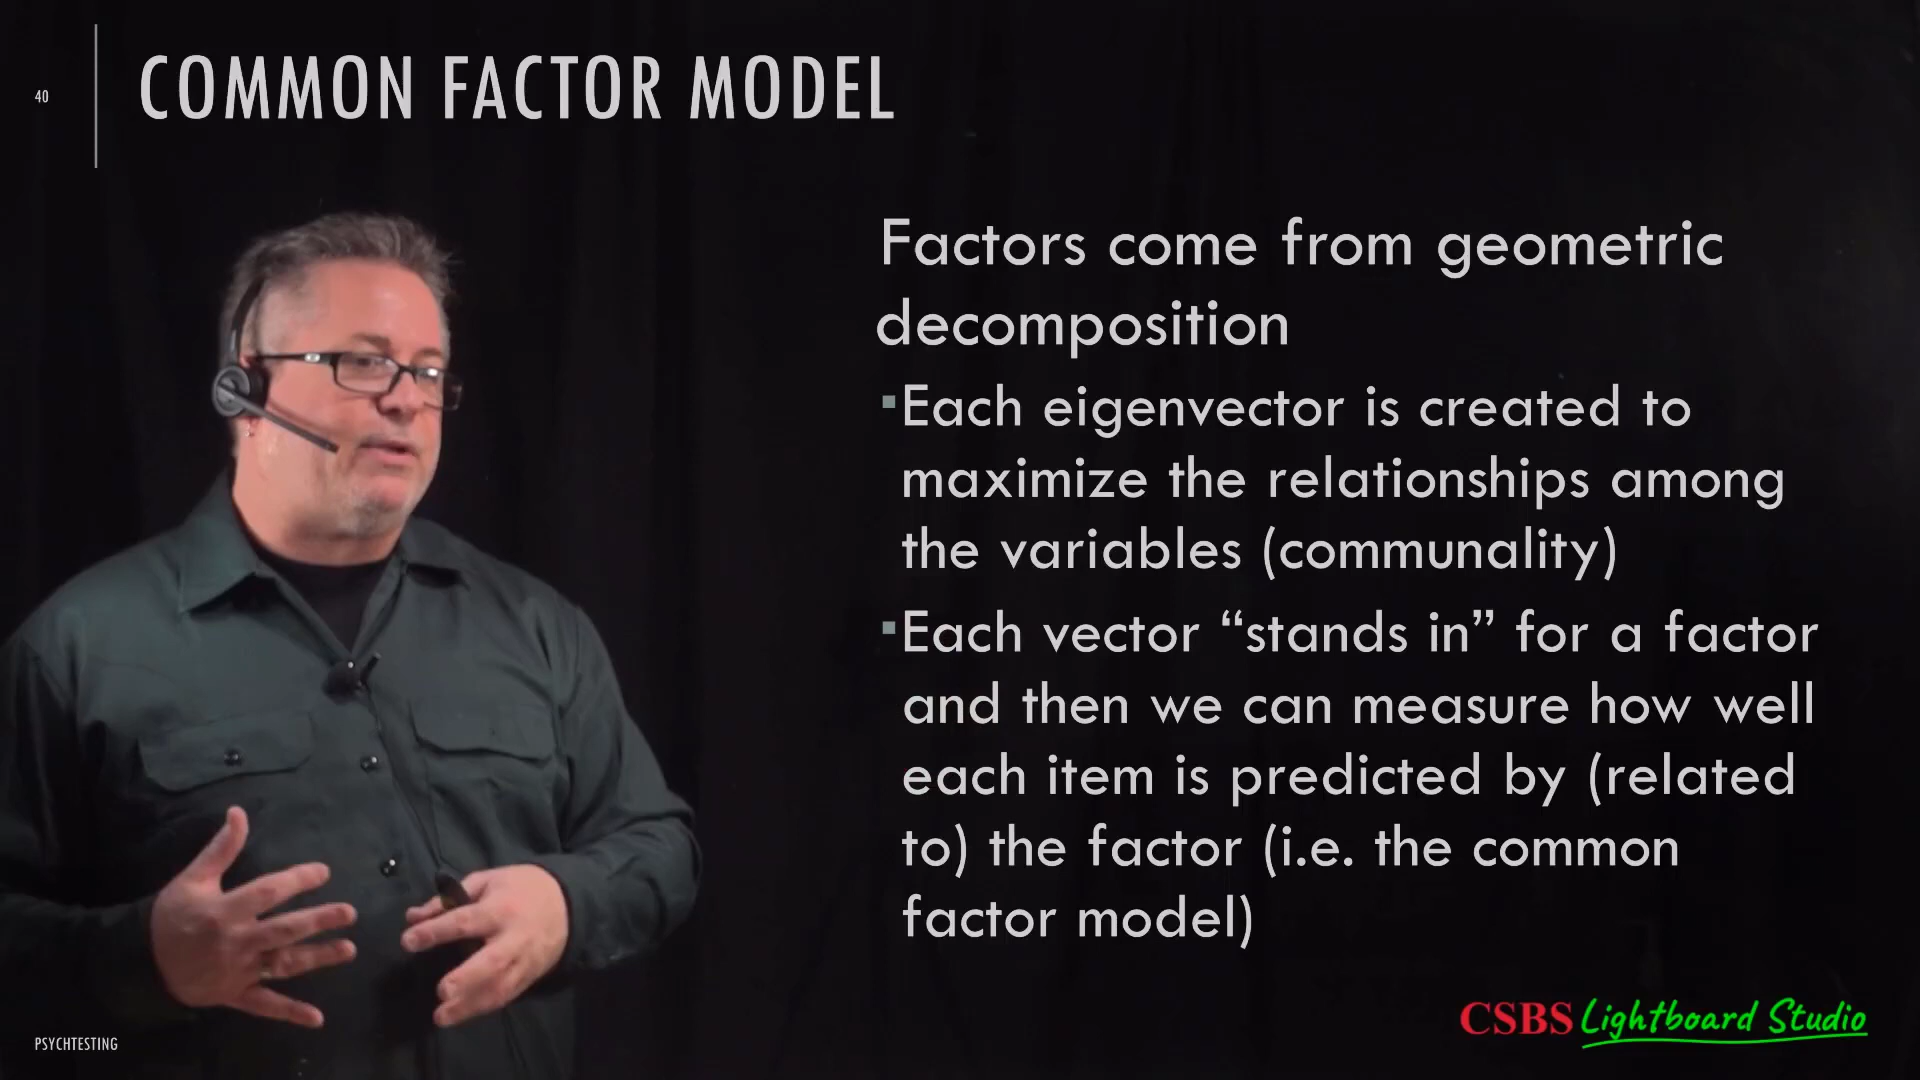 40
COMMON FACTOR MODEL
Factors come from geometric
decomposition
▪Each eigenvector is created to
maximize the relationships among
the variables (communality)
▪Each vector “stands in” for a factor
and then we can measure how well
each item is predicted by (related
to) the factor (i.e. the common
factor model)
CSBS Lightboard Studio
PSYCHTESTING